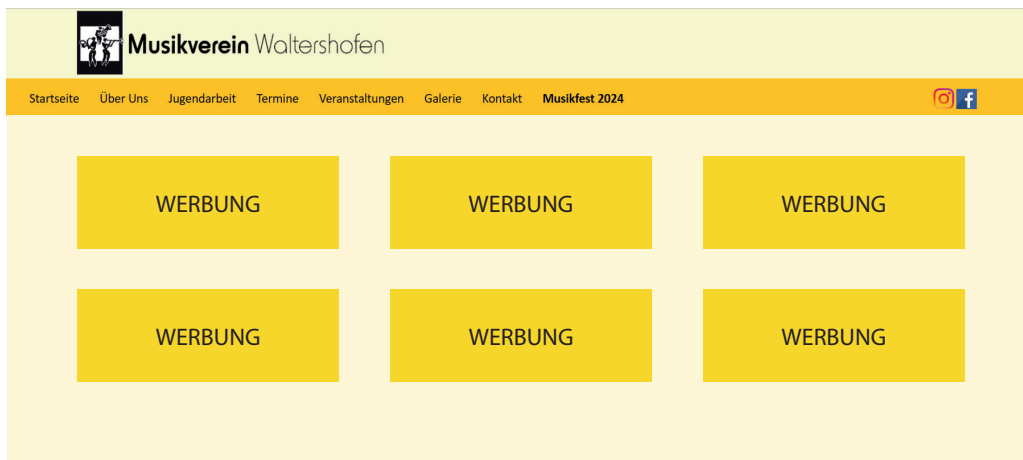 Musikverein Waltershofen
Startseite Über Uns Jugendarbeit Termine Veranstaltungen Galerie Kontakt Musikfest 2024
WERBUNG WERBUNG WERBUNG
WERBUNG WERBUNG WERBUNG